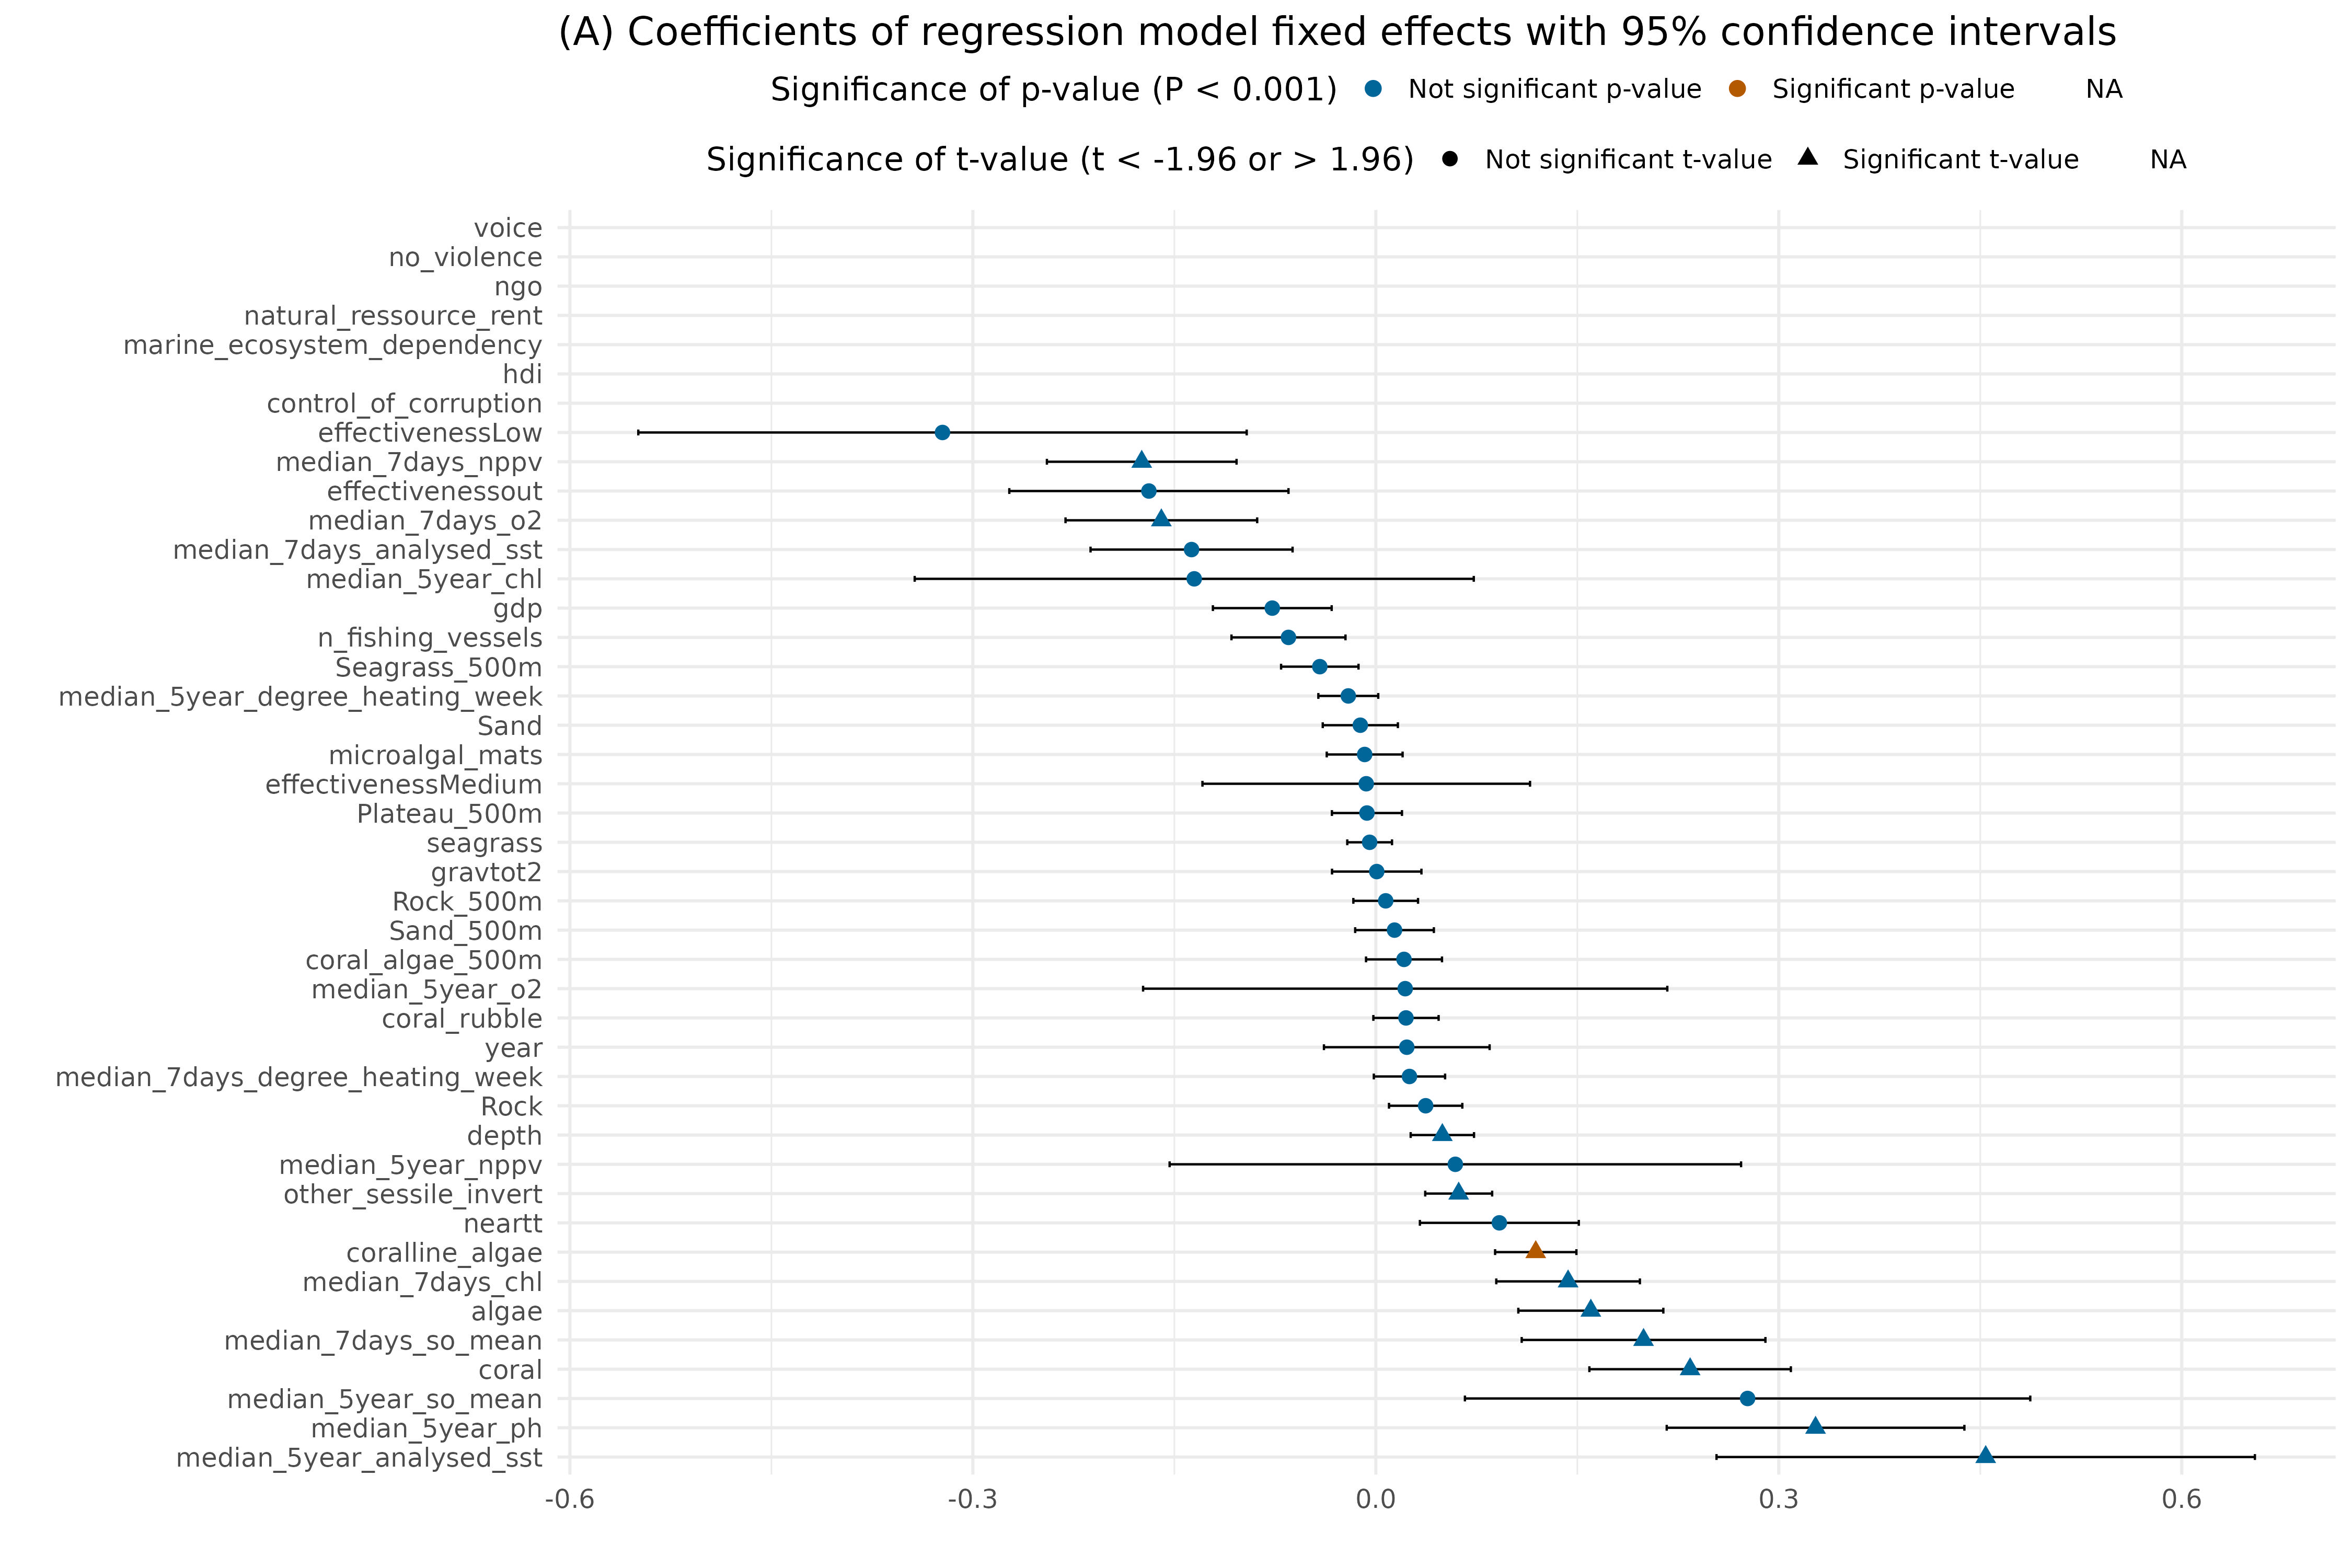 (A) Coefficients of regression model fixed effects with 95% confidence intervals
Significance of p-value (P < 0.001) Not significant p-value Significant p-value NA
Significance of t-value (t < -1.96 or > 1.96) Not significant t-value Significant t-value NA
voice
no_violence
ngo
natural_ressource_rent
marine_ecosystem_dependency
hdi
control_of_corruption
effectivenessLow
median_7days_nppv
effectivenessout
median_7days_o2
median_7days_analysed_sst
median_5year_chl
gdp
n_fishing_vessels
Seagrass_500m
median_5year_degree_heating_week
Sand
microalgal_mats
effectivenessMedium
Plateau_500m
seagrass
gravtot2
Rock_500m
Sand_500m
coral_algae_500m
median_5year_o2
coral_rubble
year
median_7days_degree_heating_week
Rock
depth
median_5year_nppv
other_sessile_invert
neartt
coralline_algae
median_7days_chl
algae
median_7days_so_mean
coral
median_5year_so_mean
median_5year_ph
median_5year_analysed_sst
-0.6 -0.3 0.0 0.3 0.6